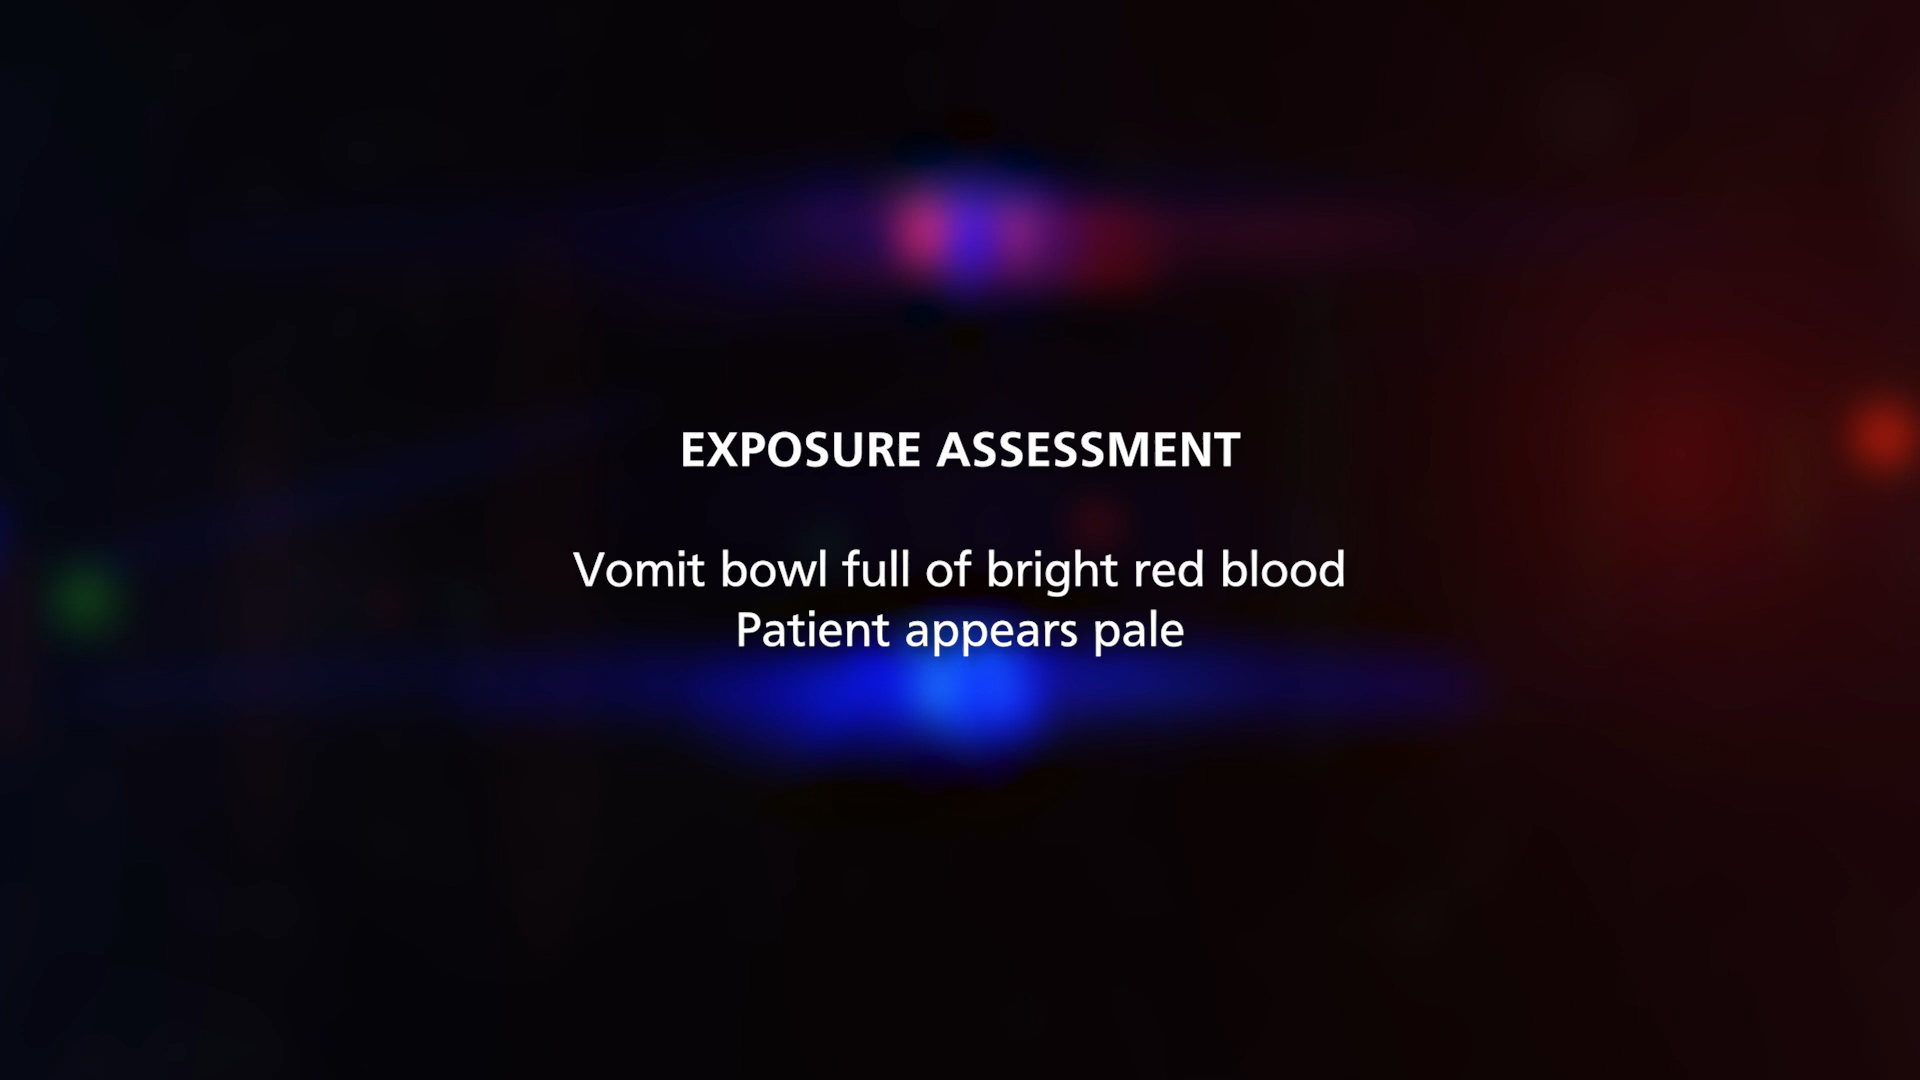 EXPOSURE ASSESSMENT
Vomit bowl full of bright red blood
Patient appears pale